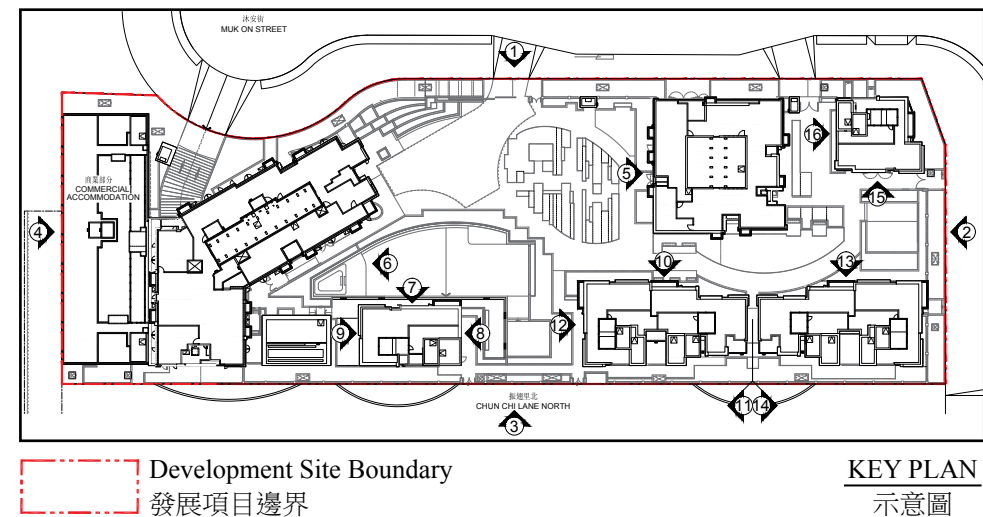 沐安街
MUK ON STREET
1
16
商業部分
COMMERCIAL
ACCOMMODATION
5
15
4
2
6
10
13
7
9
8
12
振翅里北
CHUN CHI LANE NORTH
11
14
3
Development Site Boundary
發展項目邊界
KEY PLAN
示意圖